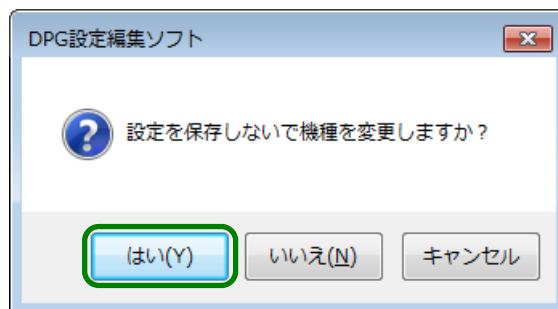 DPG設定編集ソフト
設定を保存しないで機種を変更しますか？
はい(Y)
いいえ(N)
キャンセル